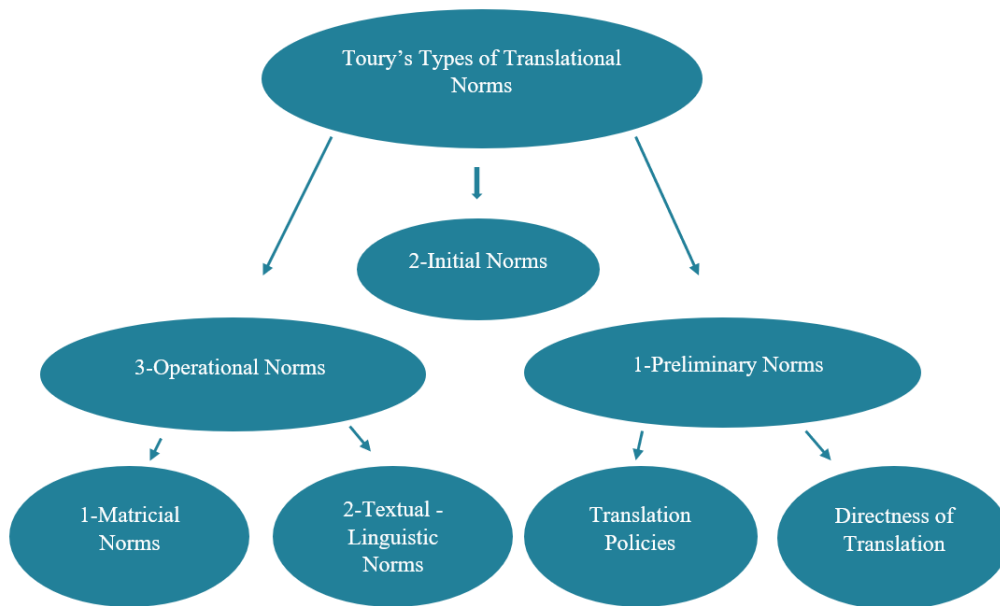 Toury’s Types of Translational
Norms
2-Initial Norms
3-Operational Norms
1-Preliminary Norms
1-Matricial
Norms
2-Textual -
Linguistic
Norms
Translation
Policies
Directness of
Translation